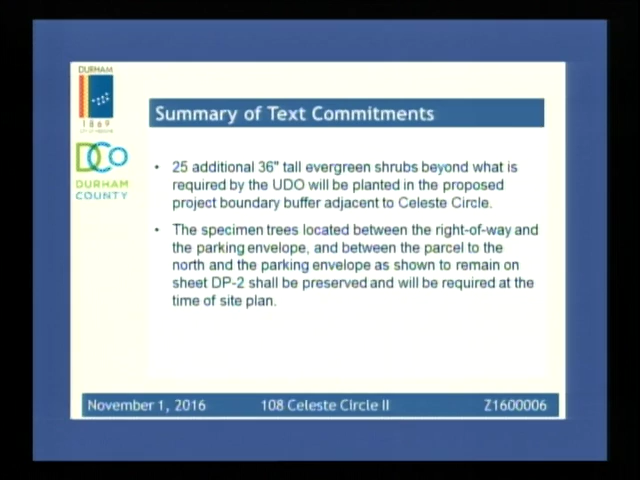 DURHAM
1869
DCO
DURHAM
COUNTY
Summary of Text Commitments
• 25 additional 36" tall evergreen shrubs beyond what is
required by the UDO will be planted in the proposed
project boundary buffer adjacent to Celeste Circle.
• The specimen trees located between the right-of-way and
the parking envelope, and between the parcel to the
north and the parking envelope as shown to remain on
sheet DP-2 shall be preserved and will be required at the
time of site plan.
November 1, 2016 108 Celeste Circle II Z1600006